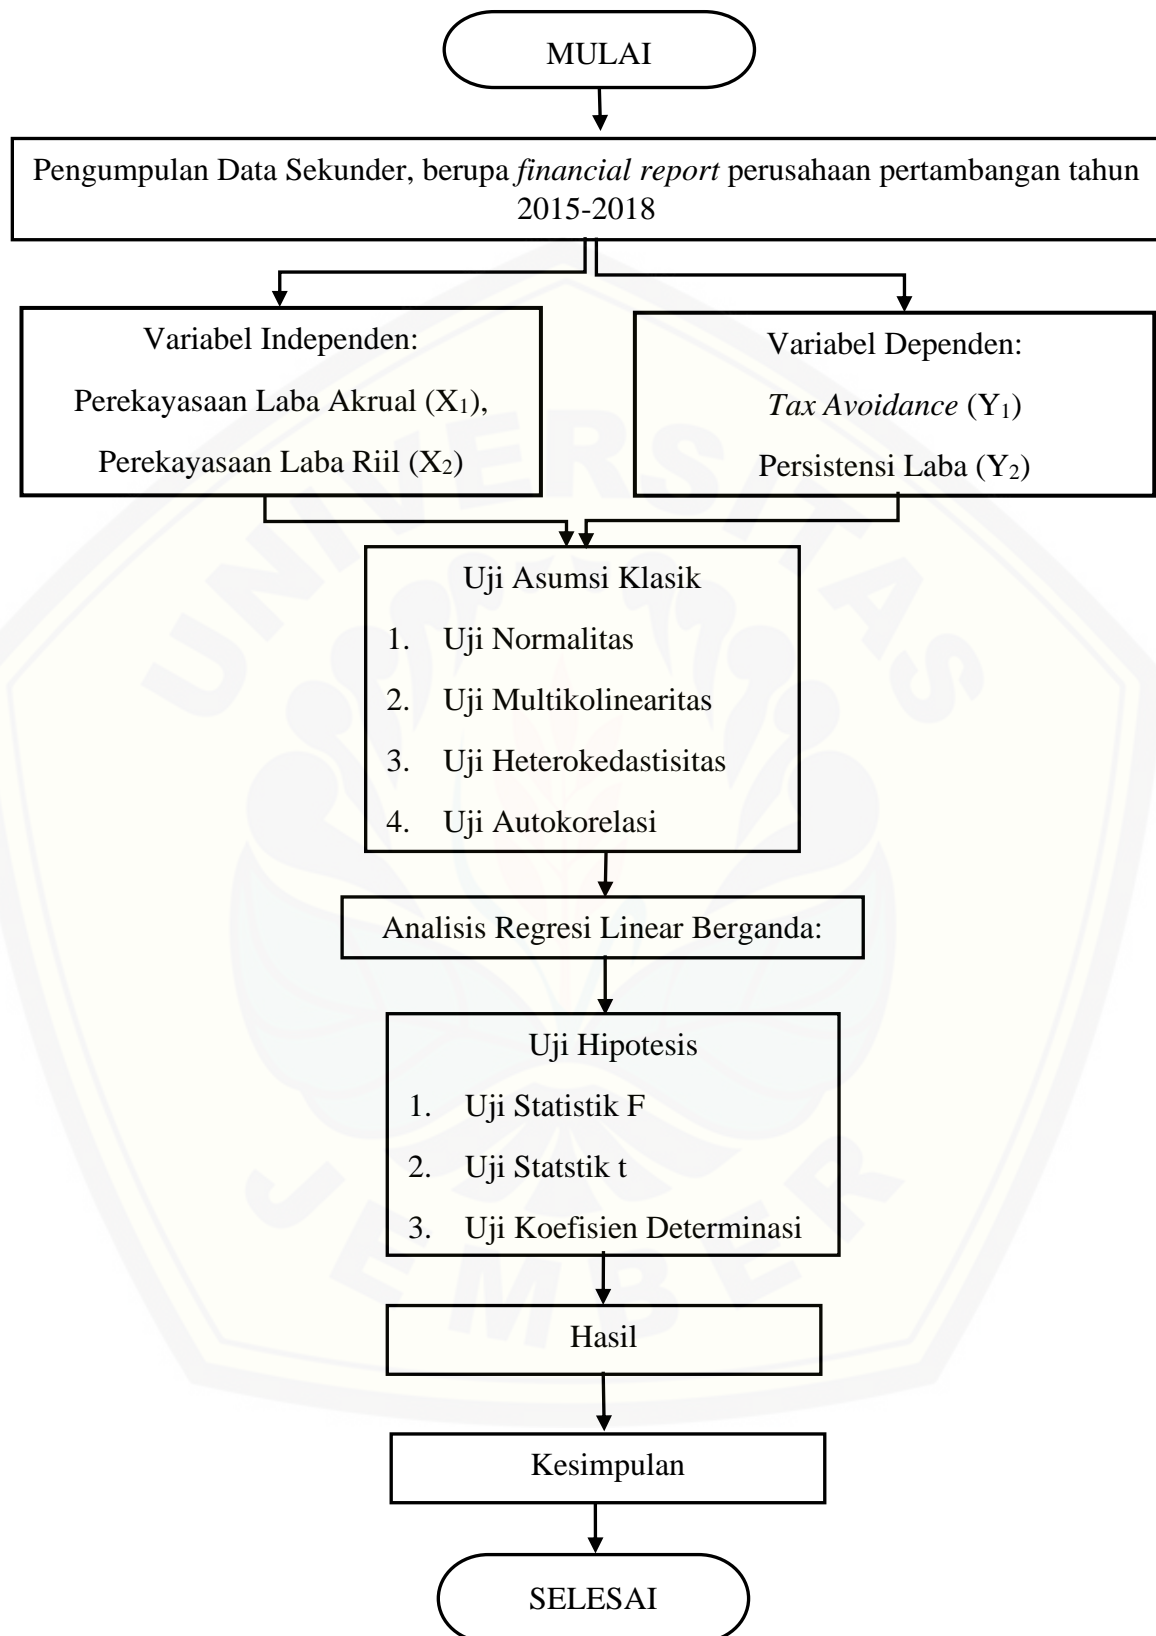 MULAI
Pengumpulan Data Sekunder, berupa financial report perusahaan pertambangan tahun
2015-2018
Variabel Independen:
Perekayasaan Laba Akrual (X₁),
Perekayasaan Laba Riil (X₂)
Variabel Dependen:
Tax Avoidance (Y₁)
Persistensi Laba (Y₂)
Uji Asumsi Klasik
1. Uji Normalitas
2. Uji Multikolinearitas
3. Uji Heterokedastisitas
4. Uji Autokorelasi
Analisis Regresi Linear Berganda:
Uji Hipotesis
1. Uji Statistik F
2. Uji Statstik t
3. Uji Koefisien Determinasi
Hasil
Kesimpulan
SELESAI
UNIVERSITAS
JEMBER